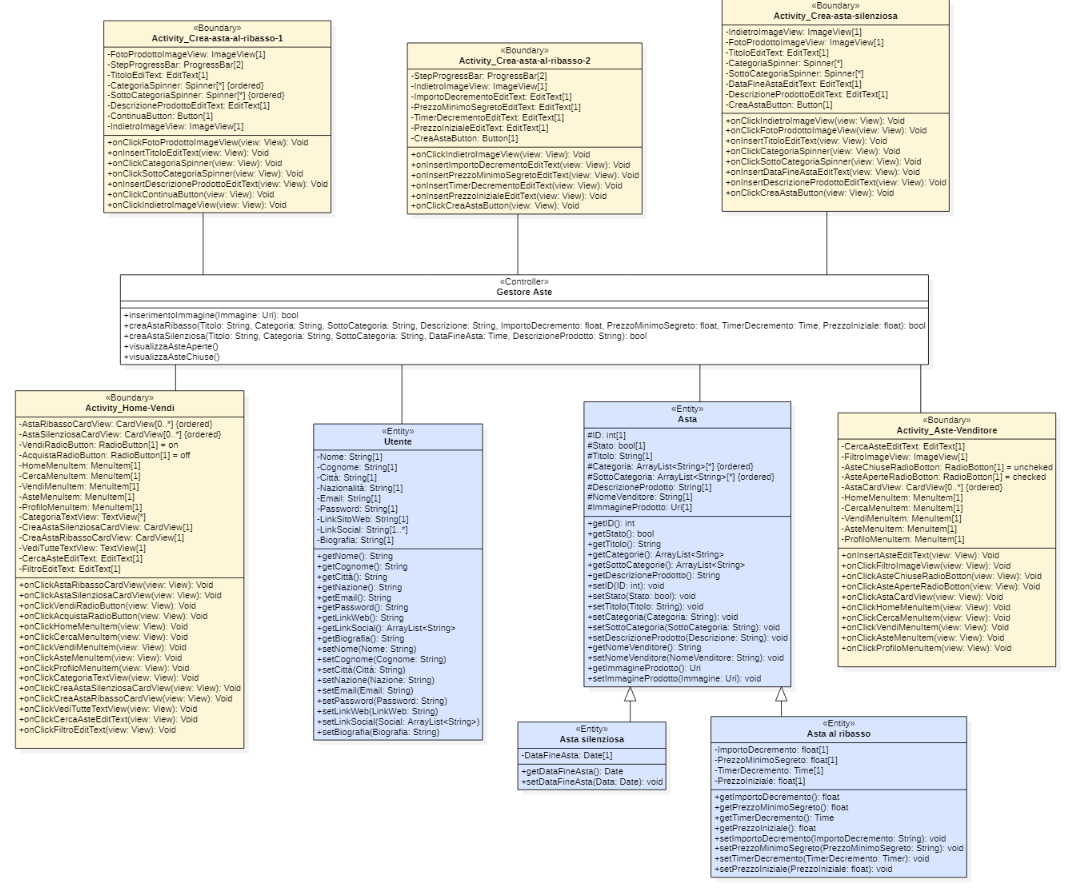 «Boundary»
Activity_Crea-asta-al-ribasso-1
-FotoProdottoImageView: ImageView[1]
-StepProgressBar: ProgressBar[2]
-TitoloEdiText: EditText[1]
-CategoriaSpinner: Spinner[*] {ordered}
-SottoCategoriaSpinner: Spinner[*] {ordered}
-DescrizioneProdottoEditText: EditText[1]
-ContinuaButton: Button[1]
-IndietroImageView: ImageView[1]
+onClickFotoProdottoImageView(view: View): Void
+onInsertTitoloEditText(view: View): Void
+onClickCategoriaSpinner(view: View): Void
+onClickSottoCategoriaSpinner(view: View): Void
+onInsertDescrizioneProdottoEditText(view: View): Void
+onClickContinuaButton(view: View): Void
+onClickIndietroImageView(view: View): Void
«Boundary»
Activity_Crea-asta-al-ribasso-2
-StepProgressBar: ProgressBar[2]
-IndietroImageView: ImageView[1]
-ImportoDecrementoEditText: EditText[1]
-PrezzoMinimoSegretoEditText: EditText[1]
-TimerDecrementoEditText: EditText[1]
-PrezzoInizialeEditText: EditText[1]
-CreaAstaButton: Button[1]
+onClickIndietroImageView(view: View): Void
+onInsertImportoDecrementoEditText(view: View): Void
+onInsertPrezzoMinimoSegretoEditText(view: View): Void
+onInsertTimerDecrementoEditText(view: View): Void
+onInsertPrezzoInizialeEditText(view: View): Void
+onClickCreaAstaButton(view: View): Void
«Boundary»
Activity_Crea-asta-silenziosa
-IndietroImageView: ImageView[1]
-FotoProdottoImageView: ImageView[1]
-TitoloEditText: EditText[1]
-CategoriaSpinner: Spinner[*]
-SottoCategoriaSpinner: Spinner[*]
-DataFineAstaEditText: EditText[1]
-DescrizioneProdottoEditText: EditText[1]
-CreaAstaButton: Button[1]
+onClickIndietroImageView(view: View): Void
+onClickFotoProdottoImageView(view: View): Void
+onInsertTitoloEditText(view: View): Void
+onClickCategoriaSpinner(view: View): Void
+onClickSottoCategoriaSpinner(view: View): Void
+onInsertDataFineAstaEditText(view: View): Void
+onInsertDescrizioneProdottoEditText(view: View): Void
+onClickCreaAstaButton(view: View): Void
«Controller»
Gestore Aste
+inserimentoImmagine(Immagine: Uri): bool
+creaAstaRibasso(Titolo: String, Categoria: String, SottoCategoria: String, Descrizione: String, ImportoDecremento: float, PrezzoMinimoSegreto: float, TimerDecremento: Time, PrezzoIniziale: float): bool
+creaAstaSilenziosa(Titolo: String, Categoria: String, SottoCategoria: String, DataFineAsta: Time, DescrizioneProdotto: String): bool
+visualizzaAsteAperte()
+visualizzaAsteChiuse()
«Boundary»
Activity_Home-Vendi
-AstaRibassoCardView: CardView[0..*] {ordered}
-AstaSilenziosaCardView: CardView[0..*] {ordered}
-VendiRadioButton: RadioButton[1] = on
-AcquistaRadioButton: RadioButton[1] = off
-HomeMenuItem: MenuItem[1]
-CercaMenuItem: MenuItem[1]
-VendiMenuItem: MenuItem[1]
-AsteMenuItem: MenuItem[1]
-ProfiloMenuItem: MenuItem[1]
-CategoriaTextView: TextView[*]
-CreaAstaSilenziosaCardView: CardView[1]
-CreaAstaRibassoCardView: CardView[1]
-VediTutteTextView: TextView[1]
-CercaAsteEditText: EditText[1]
-FiltroEditText: EditText[1]
+onClickAstaRibassoCardView(view: View): Void
+onClickAstaSilenziosaCardView(view: View): Void
+onClickVendiRadioButton(view: View): Void
+onClickAcquistaRadioButton(view: View): Void
+onClickHomeMenuItem(view: View): Void
+onClickCercaMenuItem(view: View): Void
+onClickVendiMenuItem(view: View): Void
+onClickAsteMenuItem(view: View): Void
+onClickProfiloMenuItem(view: View): Void
+onClickCategoriaTextView(view: View): Void
+onClickCreaAstaSilenziosaCardView(view: View): Void
+onClickCreaAstaRibassoCardView(view: View): Void
+onClickVediTutteTextView(view: View): Void
+onClickCercaAsteEditText(view: View): Void
+onClickFiltroEditText(view: View): Void
«Entity»
Utente
-Nome: String[1]
-Cognome: String[1]
-Città: String[1]
-Nazionalità: String[1]
-Email: String[1]
-Password: String[1]
-LinkSitoWeb: String[1]
-LinkSocial: String[1..*]
-Biografia: String[1]
+getNome(): String
+getCognome(): String
+getCittà(): String
+getNazione(): String
+getEmail(): String
+getPassword(): String
+getLinkWeb(): String
+getLinkSocial(): ArrayList<String>
+getBiografia(): String
+setNome(Nome: String)
+setCognome(Cognome: String)
+setCittà(Città: String)
+setNazione(Nazione: String)
+setEmail(Email: String)
+setPassword(Password: String)
+setLinkWeb(LinkWeb: String)
+setLinkSocial(Social: ArrayList<String>)
+setBiografia(Biografia: String)
«Entity»
Asta
#ID: int[1]
#Stato: bool[1]
#Titolo: String[1]
#Categoria: ArrayList<String>[*] {ordered}
#SottoCategoria: ArrayList<String>[*] {ordered}
#DescrizioneProdotto: String[1]
#NomeVenditore: String[1]
#ImmagineProdotto: Uri[1]
+getID(): int
+getStato(): bool
+getTitolo(): String
+getCategorie(): ArrayList<String>
+getSottoCategorie(): ArrayList<String>
+getDescrizioneProdotto(): String
+setID(ID: int): void
+setStato(Stato: bool): void
+setTitolo(Titolo: String): void
+setCategoria(Categoria: String): void
+setSottoCategoria(SottoCategoria: String): void
+setDescrizioneProdotto(Descrizione: String): void
+getNomeVenditore(): String
+setNomeVenditore(NomeVenditore: String): void
+getImmagineProdotto(): Uri
+setImmagineProdotto(Immagine: Uri): void
«Boundary»
Activity_Aste-Venditore
-CercaAsteEditText: EditText[1]
-FiltroImageView: ImageView[1]
-AsteChiuseRadioBotton: RadioBotton[1] = uncheked
-AsteAperteRadioBotton: RadioBotton[1] = checked
-AstaCardView: CardView[0..*] {ordered}
-HomeMenuItem: MenuItem[1]
-CercaMenuItem: MenuItem[1]
-VendiMenuItem: MenuItem[1]
-AsteMenuItem: MenuItem[1]
-ProfiloMenuItem: MenuItem[1]
+onInsertAsteEditText(view: View): Void
+onClickFiltroImageView(view: View): Void
+onClickAsteChiuseRadioBotton(view: View): Void
+onClickAsteAperteRadioBotton(view: View): Void
+onClickAstaCardView(view: View): Void
+onClickHomeMenuItem(view: View): Void
+onClickCercaMenuItem(view: View): Void
+onClickVendiMenuItem(view: View): Void
+onClickAsteMenuItem(view: View): Void
+onClickProfiloMenuItem(view: View): Void
«Entity»
Asta silenziosa
-DataFineAsta: Date[1]
+getDataFineAsta(): Date
+setDataFineAsta(Data: Date): void
«Entity»
Asta al ribasso
-ImportoDecremento: float[1]
-PrezzoMinimoSegreto: float[1]
-TimerDecremento: Time[1]
-PrezzoIniziale: float[1]
+getImportoDecremento(): float
+getPrezzoMinimoSegreto(): float
+getTimerDecremento(): Time
+getPrezzoIniziale(): float
+setImportoDecremento(ImportoDecremento: String): void
+setPrezzoMinimoSegreto(PrezzoMinimoSegreto: String): void
+setTimerDecremento(TimerDecremento: Timer): void
+setPrezzoIniziale(PrezzoIniziale: float): void